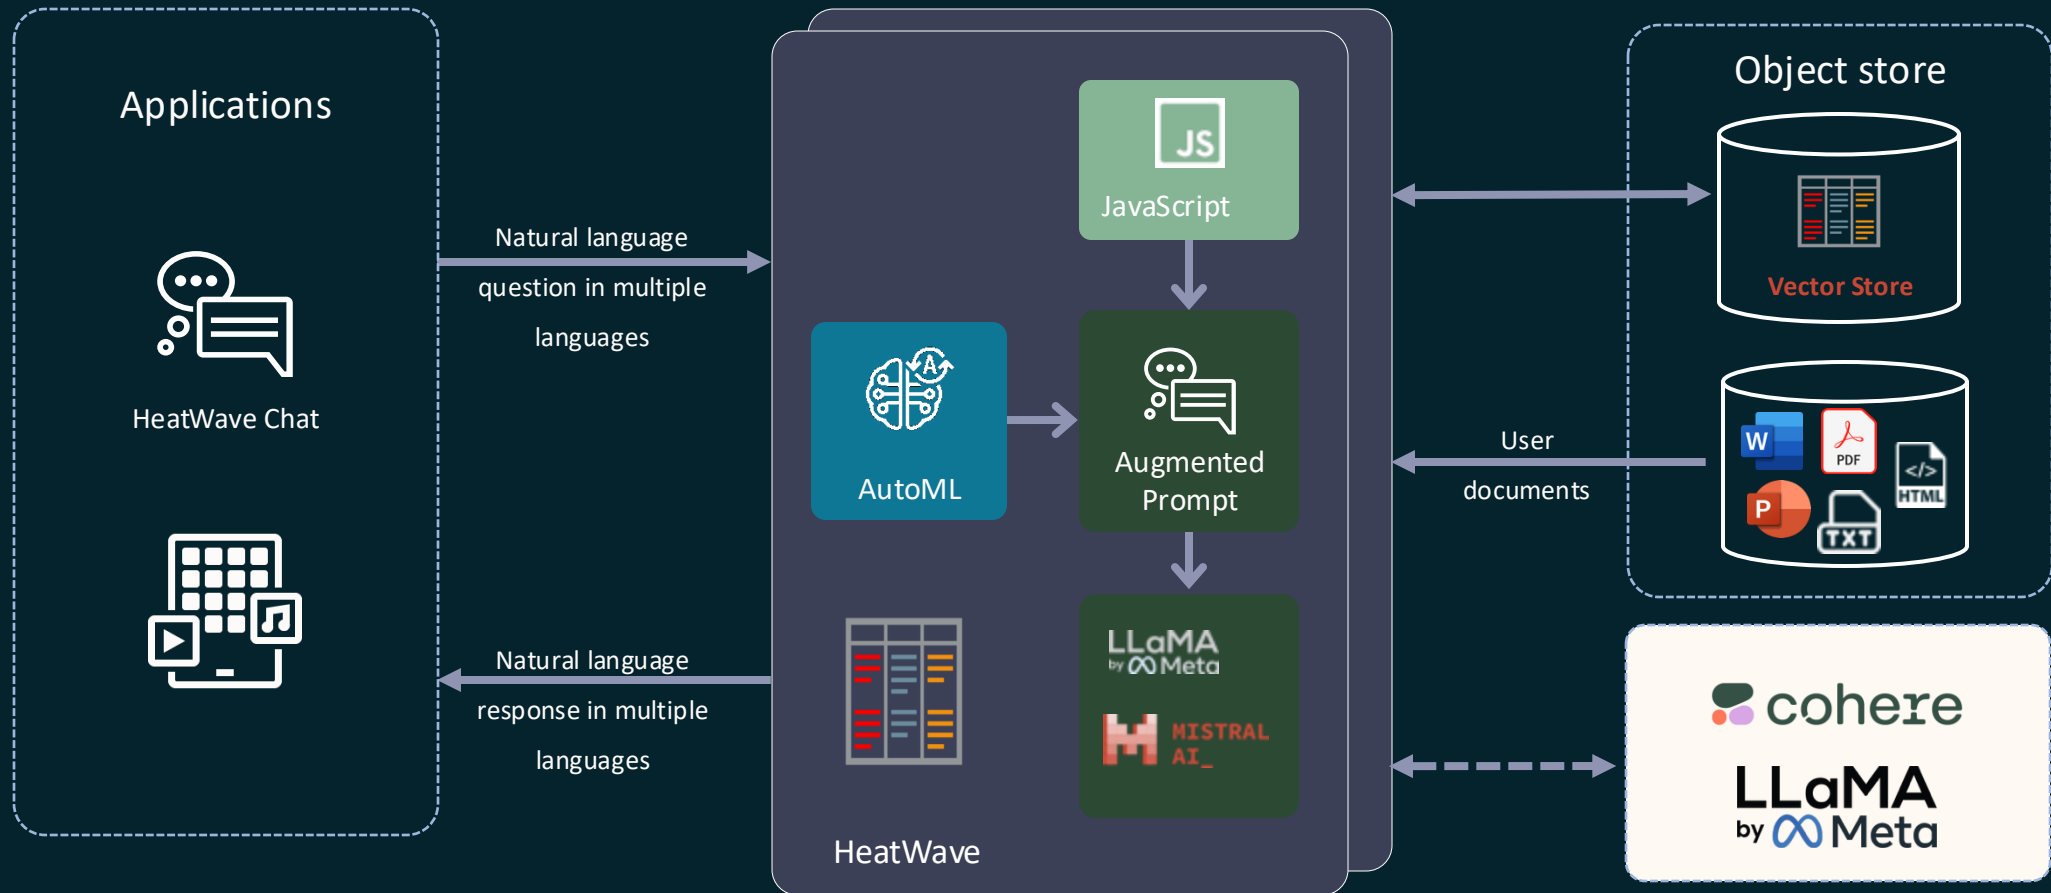 Applications
HeatWave Chat
Natural language
question in multiple
languages
Natural language
response in multiple
languages
JS
JavaScript
A
AutoML
Augmented
Prompt
LLaMA
by Meta
MISTRAL
AI_
HeatWave
Object store
Vector Store
User
documents
W
PDF
</>
HTML
P
TXT
cohere
LLaMA
by Meta